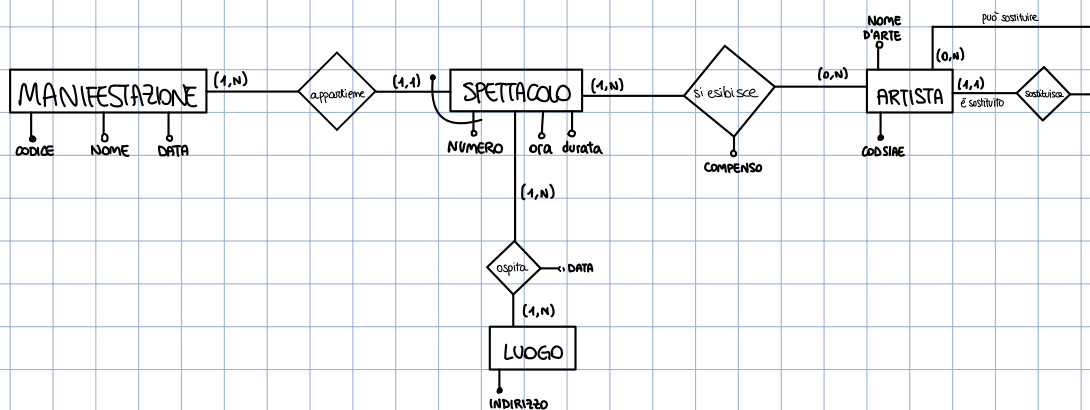 può sostituire
NOME
D'ARTE
(0,N)
MANIFESTAZIONE
(1,N)
appartiene
(1,1)
SPETTACOLO
(1,N)
si esibisce
(0,N)
ARTISTA
(1,1)
è sostituito
sostituisce
CODICE
NOME
DATA
NUMERO
ora
durata
COMPENSO
CODSIAE
(1,N)
ospita
DATA
(1,N)
LUOGO
INDIRIZZO